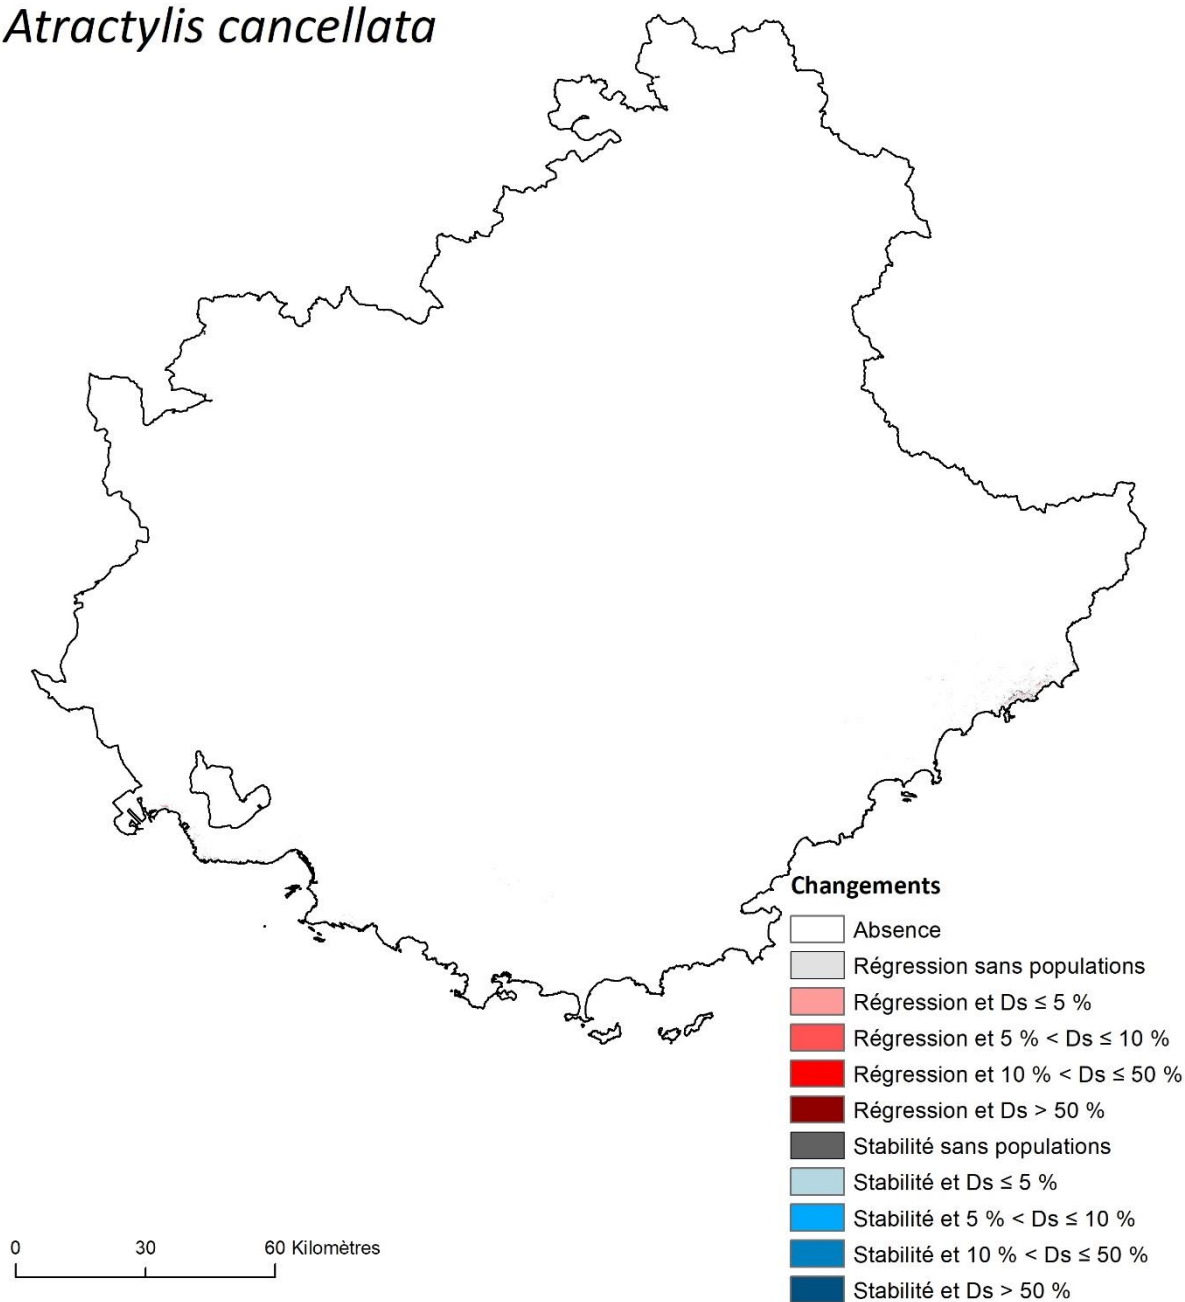 Atractylis cancellata
Changements
Absence
Régression sans populations
Régression et Ds ≤ 5 %
Régression et 5 % < Ds ≤ 10 %
Régression et 10 % < Ds ≤ 50 %
Régression et Ds > 50 %
Stabilité sans populations
Stabilité et Ds ≤ 5 %
Stabilité et 5 % < Ds ≤ 10 %
Stabilité et 10 % < Ds ≤ 50 %
Stabilité et Ds > 50 %
0 30 60 Kilomètres